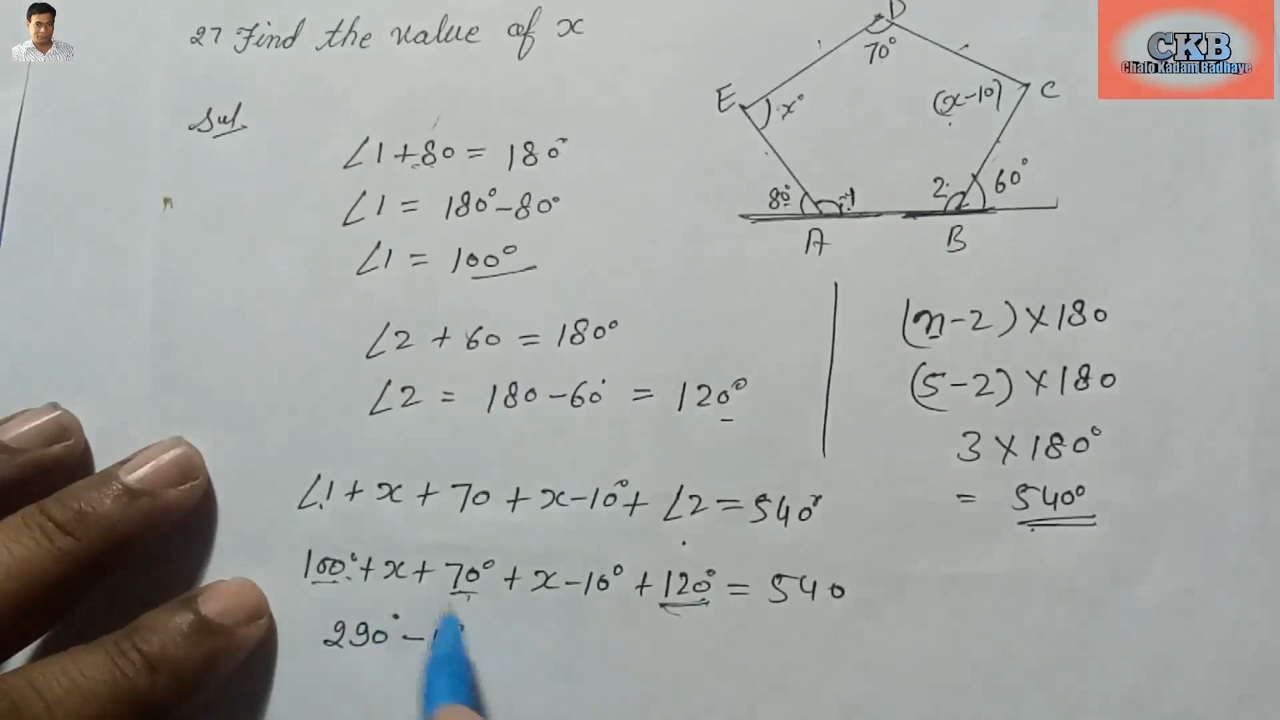 27 Find the value of x
Sol.
∠1+80 = 180°
∠1 = 180°-80°
∠1 = 100°
∠2 + 60 = 180°
∠2 = 180-60° = 120°
∠1 + x + 70 + x-10° + ∠2 = 540°
100° + x + 70° + x-10° + 120° = 540
290° -
D
70°
E
x°
(x-10)
C
80°
1
2
60°
A
B
(n-2) X 180
(5-2) X 180
3 X 180°
= 540°
CKB
Chalo Kadam Badhaye